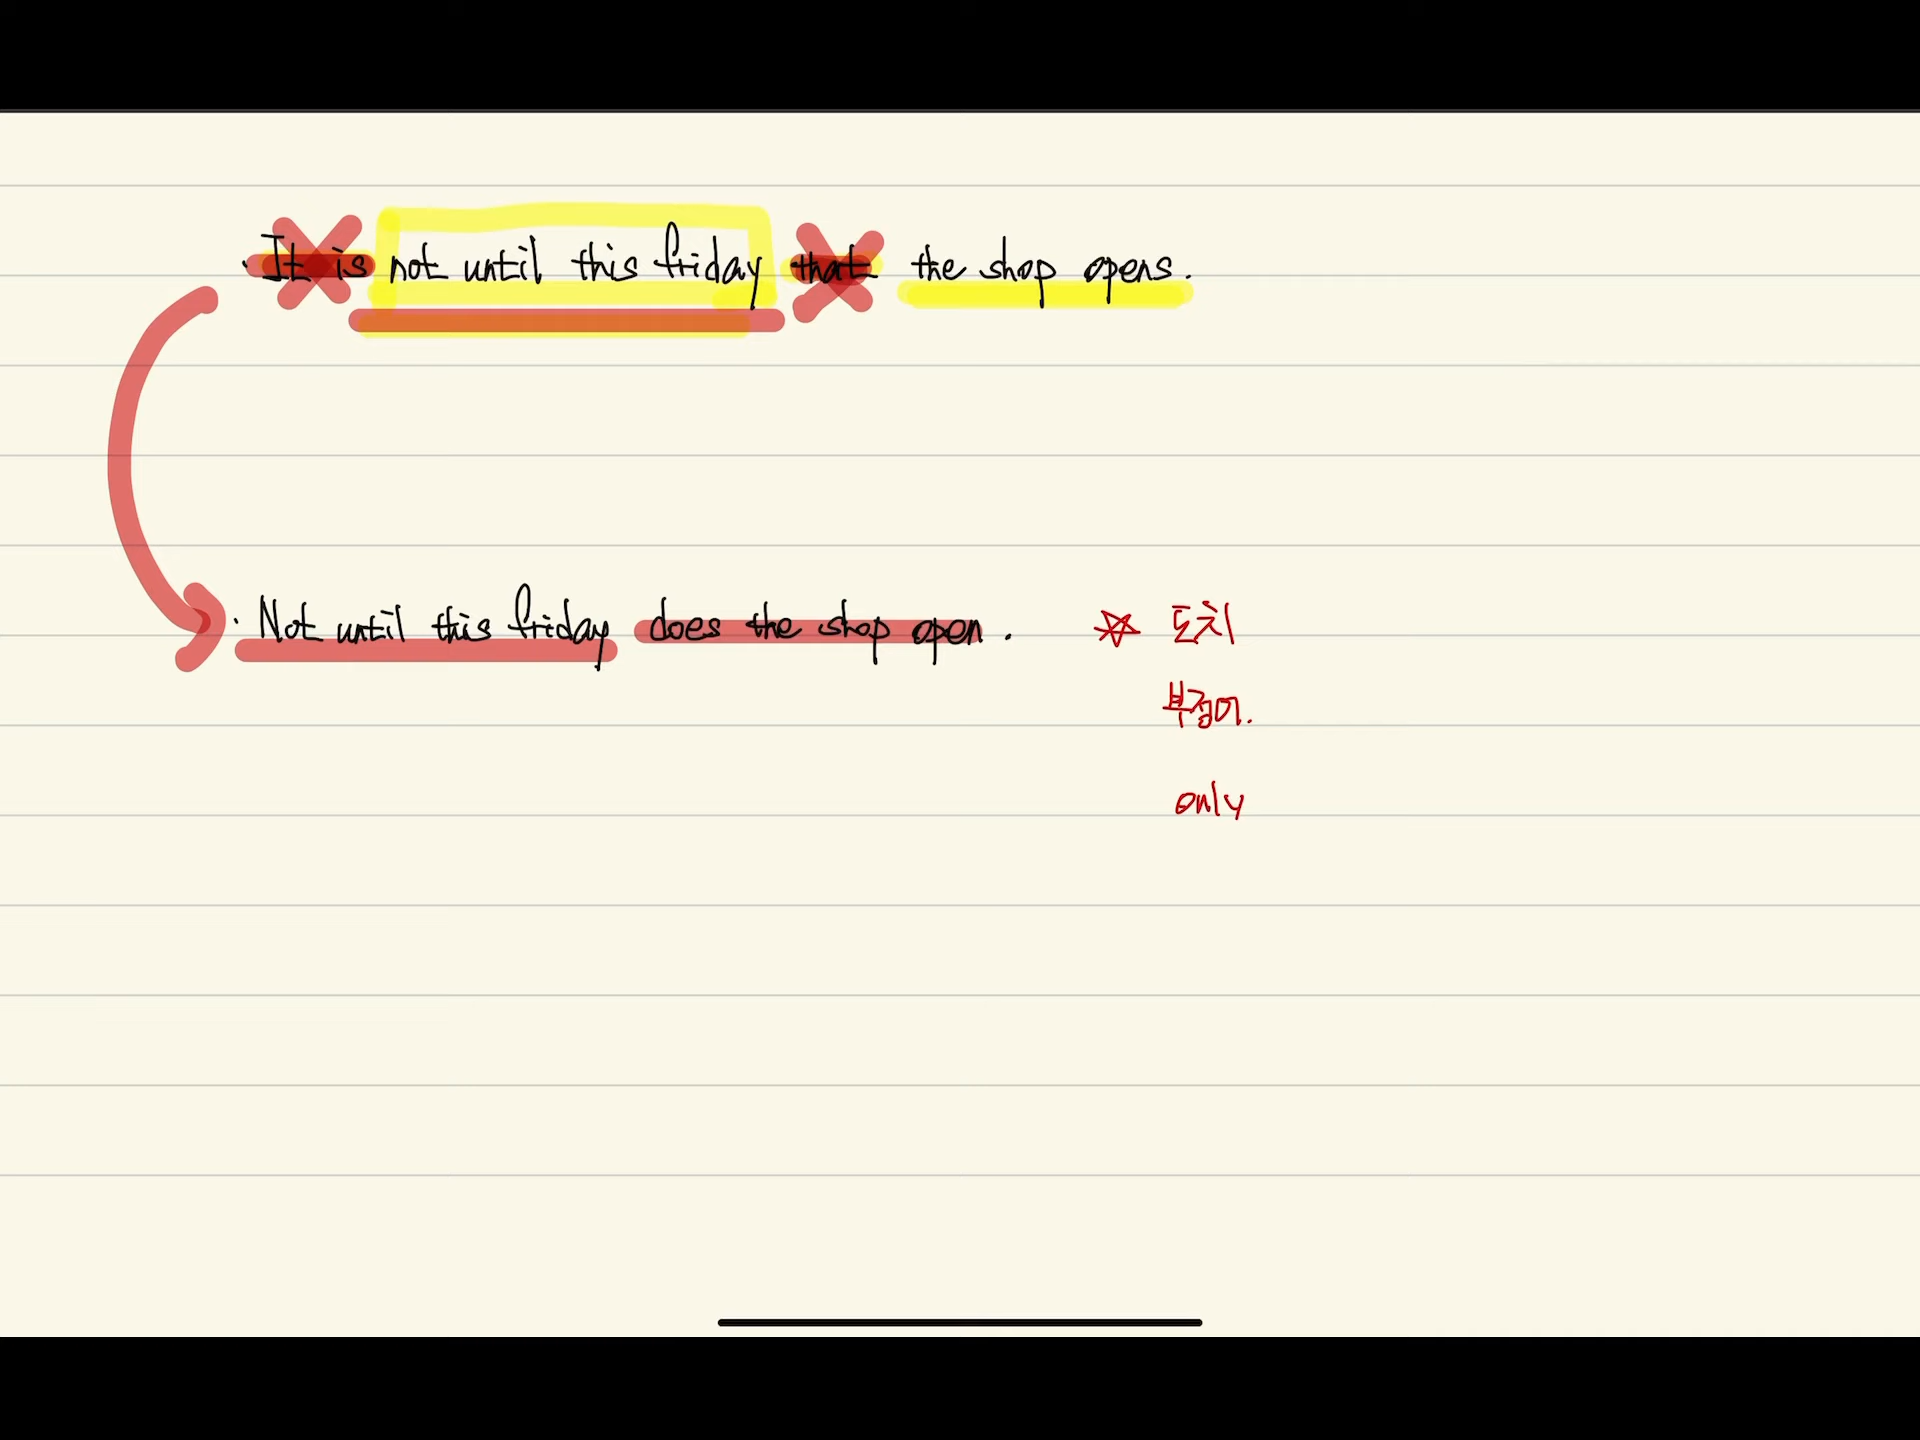 · It is not until this friday that the shop opens.
· Not until this friday does the shop open. ☆ 도치
부정어.
only